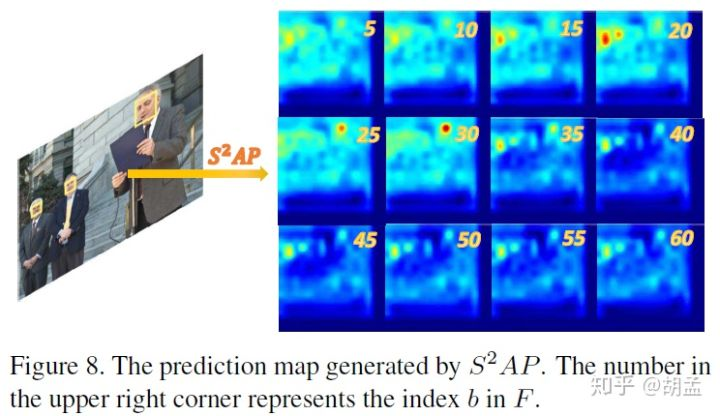 5 10 15 20
S²AP
25 30 35 40
45 50 55 60
Figure 8. The prediction map generated by S²AP. The number in
the upper right corner represents the index b in F.
知乎 @胡孟